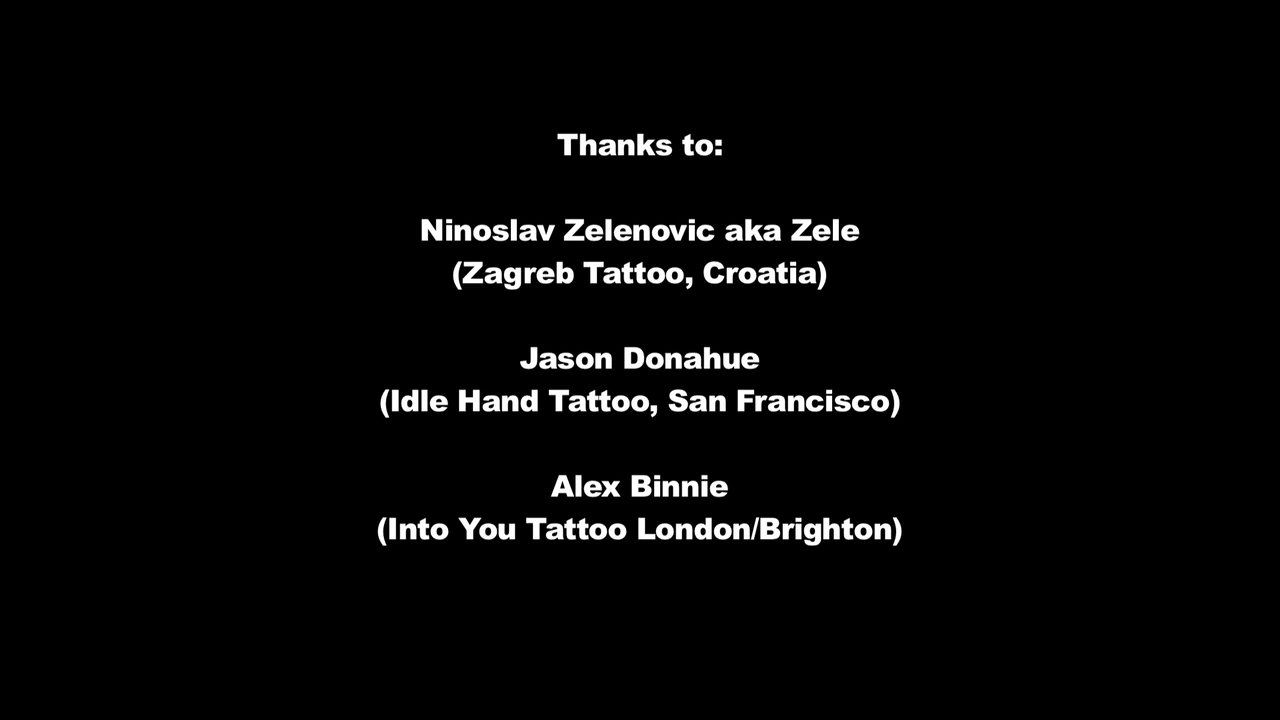 Thanks to:
Ninoslav Zelenovic aka Zele
(Zagreb Tattoo, Croatia)
Jason Donahue
(Idle Hand Tattoo, San Francisco)
Alex Binnie
(Into You Tattoo London/Brighton)